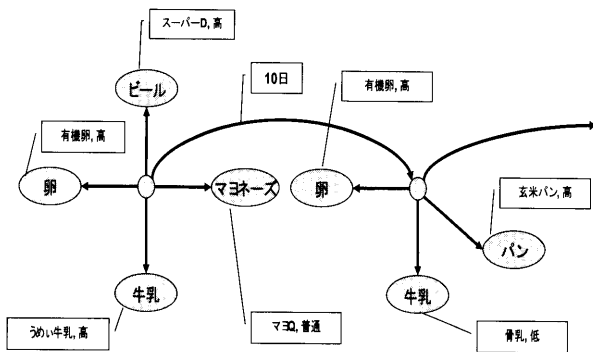 スーパーD, 高
ビール
10日
有機卵, 高
有機卵, 高
卵
マヨネーズ
卵
玄米パン, 高
パン
牛乳
牛乳
うめぃ牛乳, 高
マヨQ, 普通
骨乳, 低